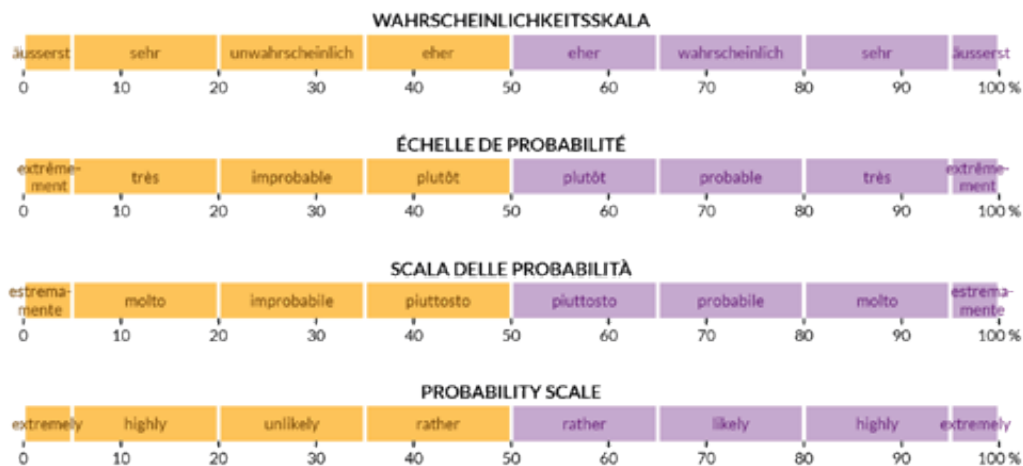 WAHRSCHEINLICHKEITSSKALA
äusserst sehr unwahrscheinlich eher eher wahrscheinlich sehr äusserst
0 10 20 30 40 50 60 70 80 90 100 %
ÉCHELLE DE PROBABILITÉ
extrême-
ment très improbable plutôt plutôt probable très extrême-
ment
0 10 20 30 40 50 60 70 80 90 100 %
SCALA DELLE PROBABILITÀ
estrema-
mente molto improbabile piuttosto piuttosto probabile molto estrema-
mente
0 10 20 30 40 50 60 70 80 90 100 %
PROBABILITY SCALE
extremely highly unlikely rather rather likely highly extremely
0 10 20 30 40 50 60 70 80 90 100 %